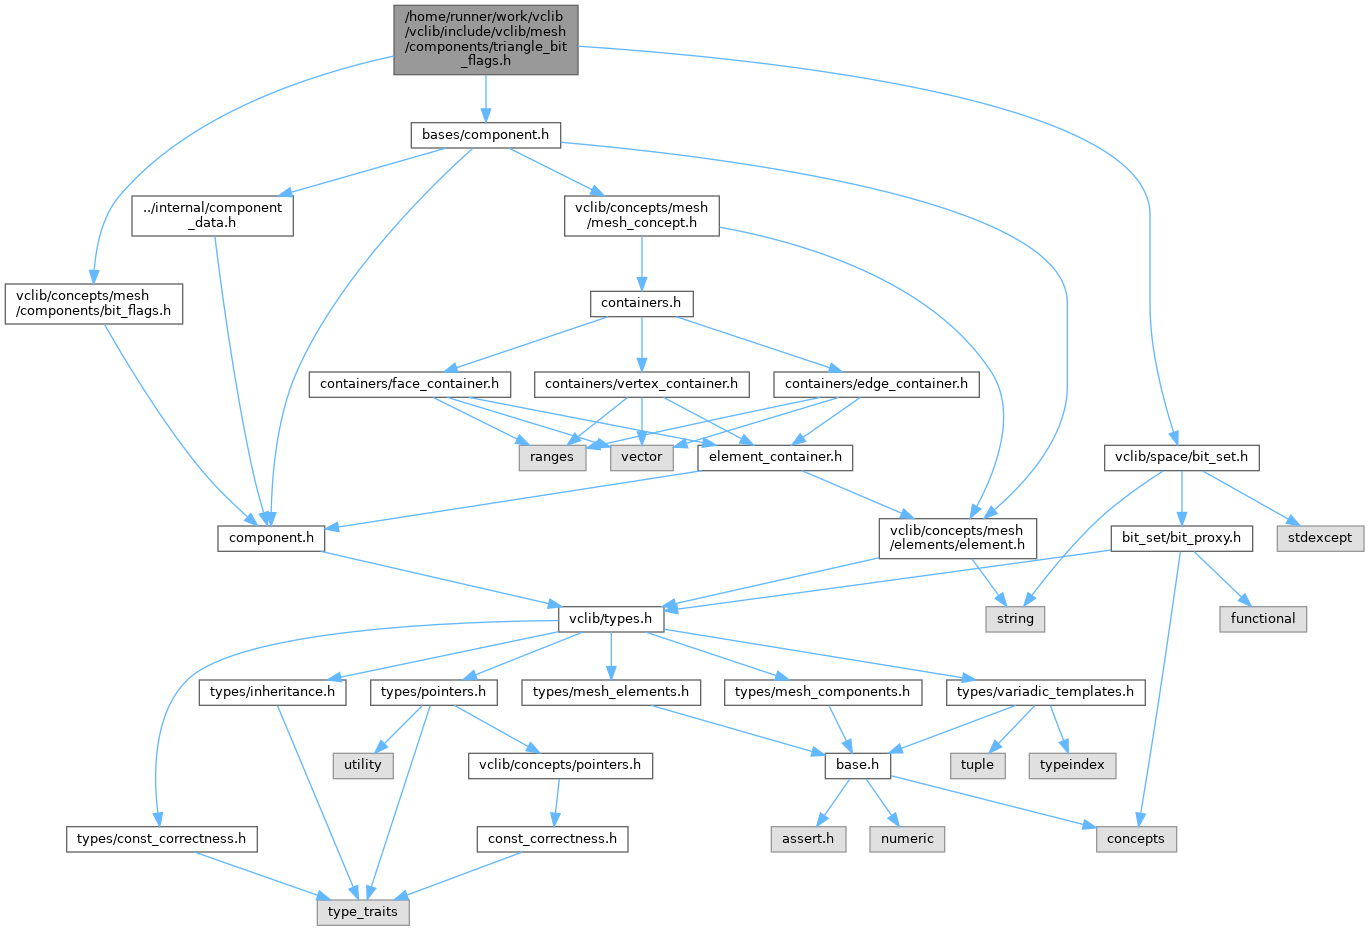 /home/runner/work/vclib
/vclib/include/vclib/mesh
/components/triangle_bit
_flags.h
bases/component.h
../internal/component
_data.h
vclib/concepts/mesh
/mesh_concept.h
vclib/concepts/mesh
/components/bit_flags.h
containers.h
containers/face_container.h
containers/vertex_container.h
containers/edge_container.h
ranges
vector
element_container.h
vclib/space/bit_set.h
component.h
vclib/concepts/mesh
/elements/element.h
bit_set/bit_proxy.h
stdexcept
vclib/types.h
string
functional
types/inheritance.h
types/pointers.h
types/mesh_elements.h
types/mesh_components.h
types/variadic_templates.h
utility
vclib/concepts/pointers.h
base.h
tuple
typeindex
types/const_correctness.h
const_correctness.h
assert.h
numeric
concepts
type_traits